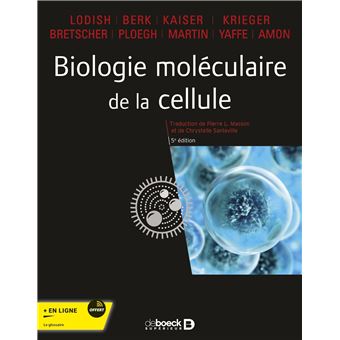 LODISH | BERK | KAISER | KRIEGER
BRETSCHER | PLOEGH | MARTIN | YAFFE | AMON
Biologie moléculaire
de la cellule
Traduction de Pierre L. Masson
et de Chrystelle Sanlaville
5e édition
+ EN LIGNE
OFFERT
Le glossaire
deboeck
SUPÉRIEUR